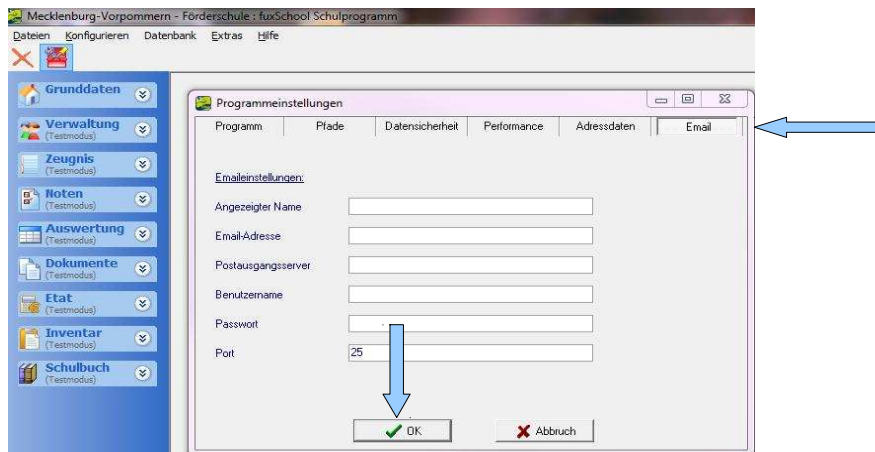 Mecklenburg-Vorpommern - Förderschule : fuxSchool Schulprogramm
Dateien Konfigurieren Datenbank Extras Hilfe
Grunddaten
Verwaltung
(Testmodus)
Zeugnis
(Testmodus)
Noten
(Testmodus)
Auswertung
(Testmodus)
Dokumente
(Testmodus)
Etat
(Testmodus)
Inventar
(Testmodus)
Schulbuch
(Testmodus)
Programmeinstellungen
Programm Pfade Datensicherheit Performance Adressdaten Email
Emaileinstellungen:
Angezeigter Name
Email-Adresse
Postausgangsserver
Benutzername
Passwort
Port 25
OK Abbruch